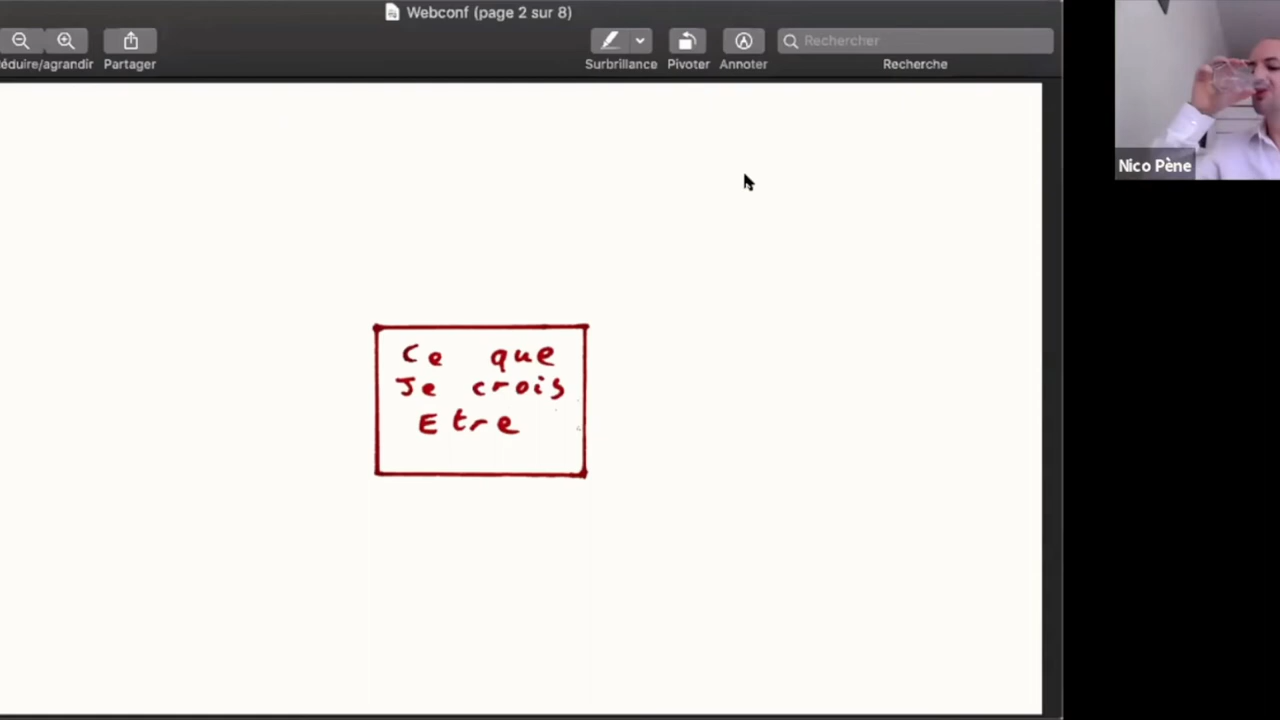 Webconf (page 2 sur 8)
éduire/agrandir Partager Surbrillance Pivoter Annoter Rechercher Recherche
Nico Pène
Ce que
Je crois
Etre